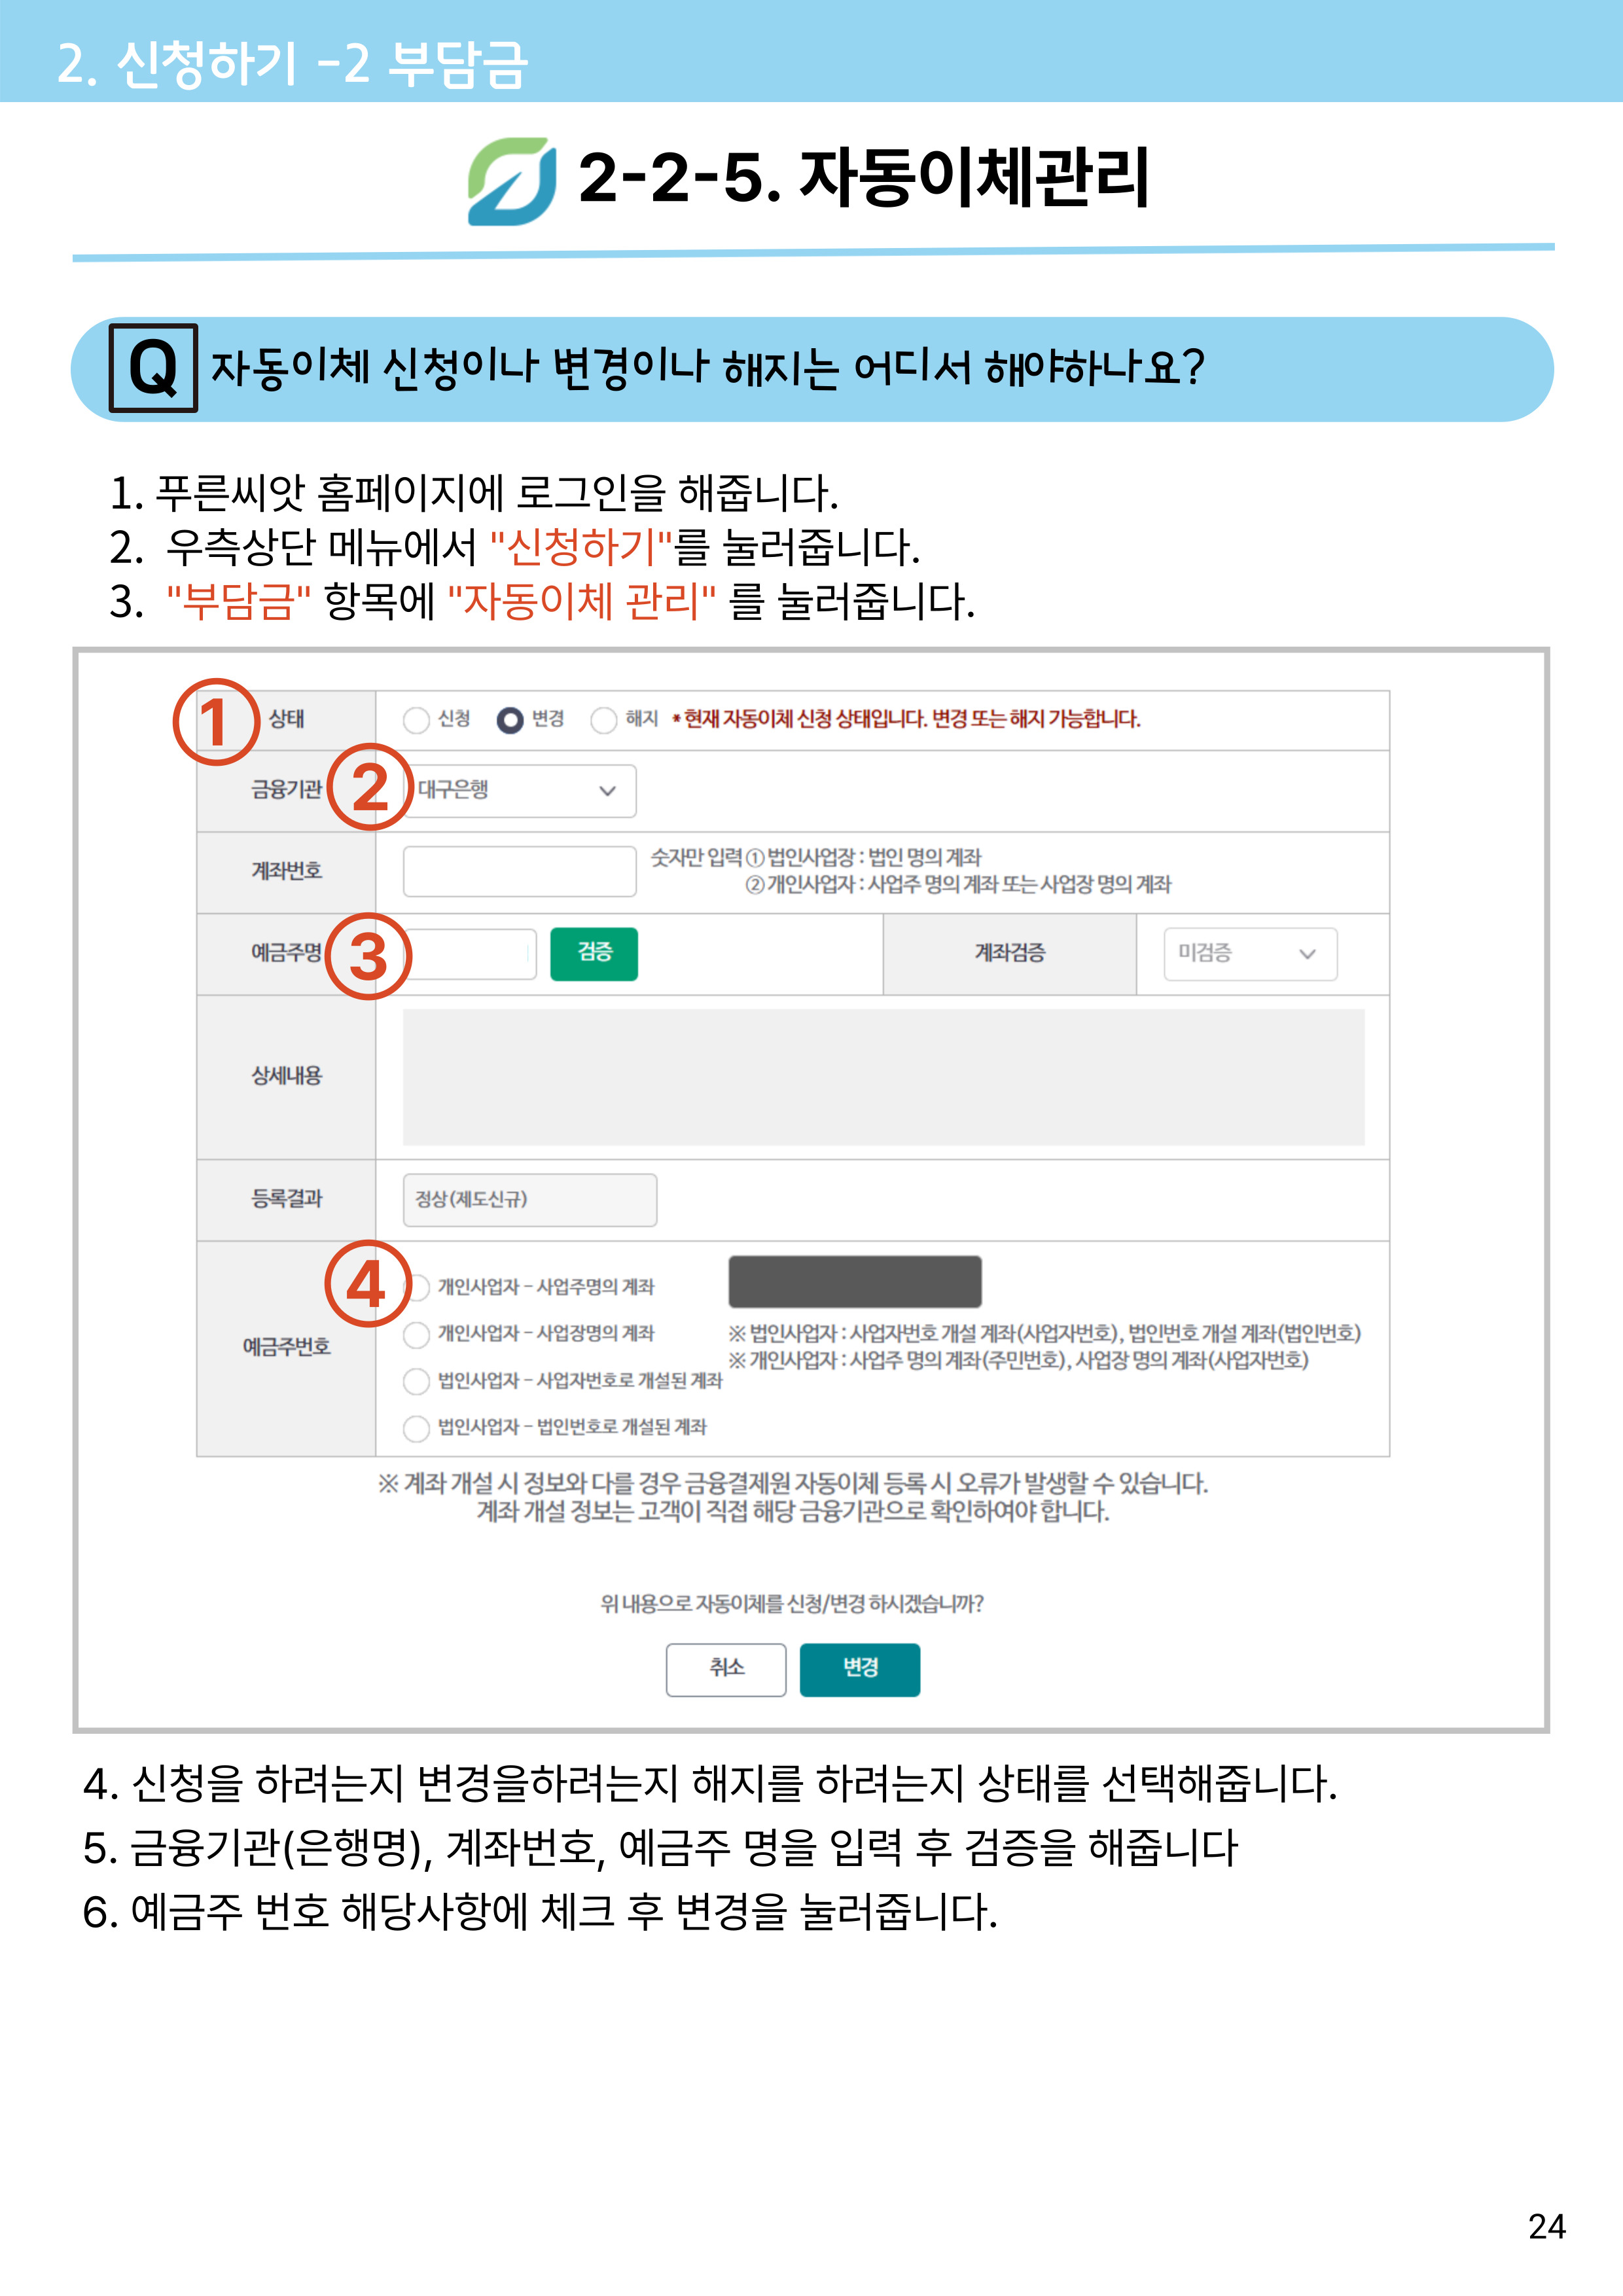 2. 신청하기 -2 부담금
2-2-5. 자동이체관리
Q 자동이체 신청이나 변경이나 해지는 어디서 해야하나요?
1. 푸른씨앗 홈페이지에 로그인을 해줍니다.
2. 우측상단 메뉴에서 "신청하기"를 눌러줍니다.
3. "부담금" 항목에 "자동이체 관리" 를 눌러줍니다.
1 상태 신청 변경 해지 * 현재 자동이체 신청 상태입니다. 변경 또는 해지 가능합니다.
금융기관 2 대구은행
계좌번호 숫자만 입력 ① 법인사업장 : 법인 명의 계좌
② 개인사업자 : 사업주 명의 계좌 또는 사업장 명의 계좌
예금주명 3 검증 계좌검증 미검증
상세내용
등록결과 정상(제도신규)
4 개인사업자 - 사업주명의 계좌
개인사업자 - 사업장명의 계좌 ※ 법인사업자 : 사업자번호 개설 계좌(사업자번호), 법인번호 개설 계좌(법인번호)
예금주번호 ※ 개인사업자 : 사업주 명의 계좌(주민번호), 사업장 명의 계좌(사업자번호)
법인사업자 - 사업자번호로 개설된 계좌
법인사업자 - 법인번호로 개설된 계좌
※ 계좌 개설 시 정보와 다를 경우 금융결제원 자동이체 등록 시 오류가 발생할 수 있습니다.
계좌 개설 정보는 고객이 직접 해당 금융기관으로 확인하여야 합니다.
위 내용으로 자동이체를 신청/변경 하시겠습니까?
취소 변경
4. 신청을 하려는지 변경을하려는지 해지를 하려는지 상태를 선택해줍니다.
5. 금융기관(은행명), 계좌번호, 예금주 명을 입력 후 검증을 해줍니다
6. 예금주 번호 해당사항에 체크 후 변경을 눌러줍니다.
24